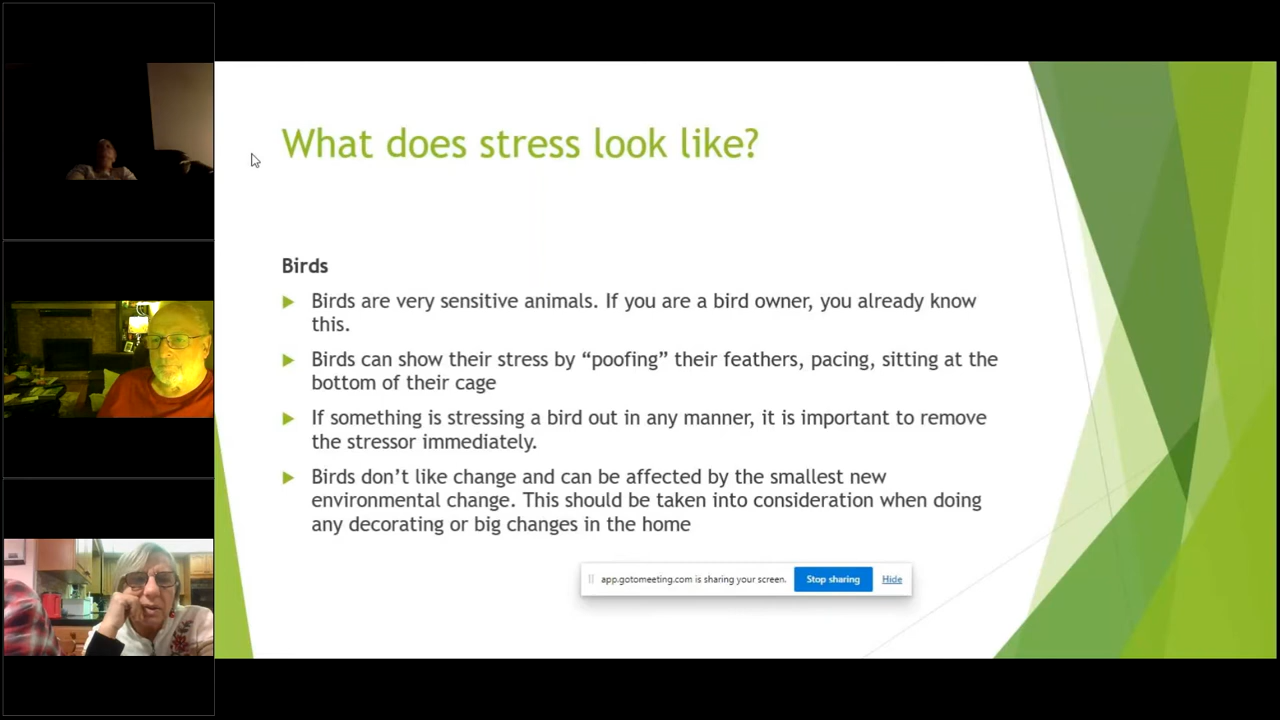 What does stress look like?
Birds
Birds are very sensitive animals. If you are a bird owner, you already know
this.
Birds can show their stress by “poofing” their feathers, pacing, sitting at the
bottom of their cage
If something is stressing a bird out in any manner, it is important to remove
the stressor immediately.
Birds don’t like change and can be affected by the smallest new
environmental change. This should be taken into consideration when doing
any decorating or big changes in the home
app.gotomeeting.com is sharing your screen. Stop sharing Hide